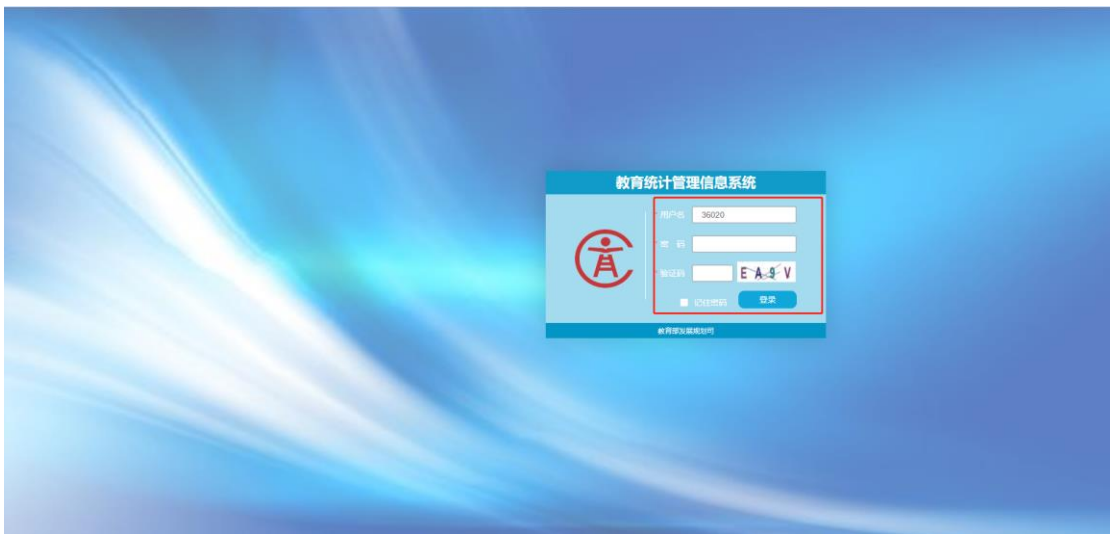 教育统计管理信息系统
用户名 36020
密 码
验证码
记住密码 登录
教育部发展规划司